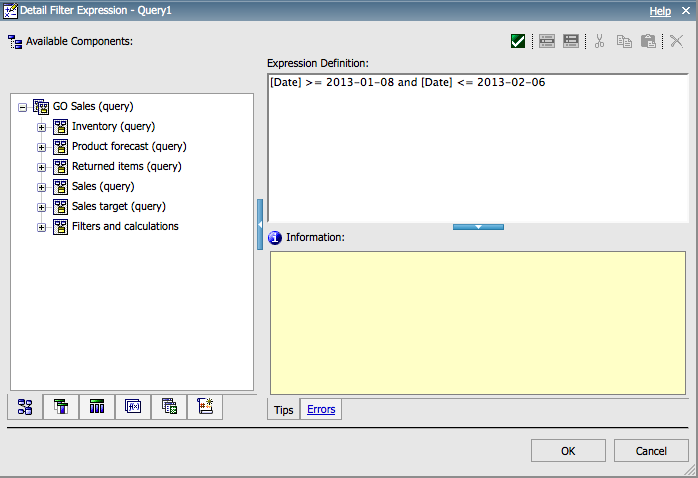 Detail Filter Expression - Query1
Help
Available Components:
Expression Definition:
[Date] >= 2013-01-08 and [Date] <= 2013-02-06
GO Sales (query)
Inventory (query)
Product forecast (query)
Returned items (query)
Sales (query)
Sales target (query)
Filters and calculations
Information:
f(x)
Tips
Errors
OK
Cancel